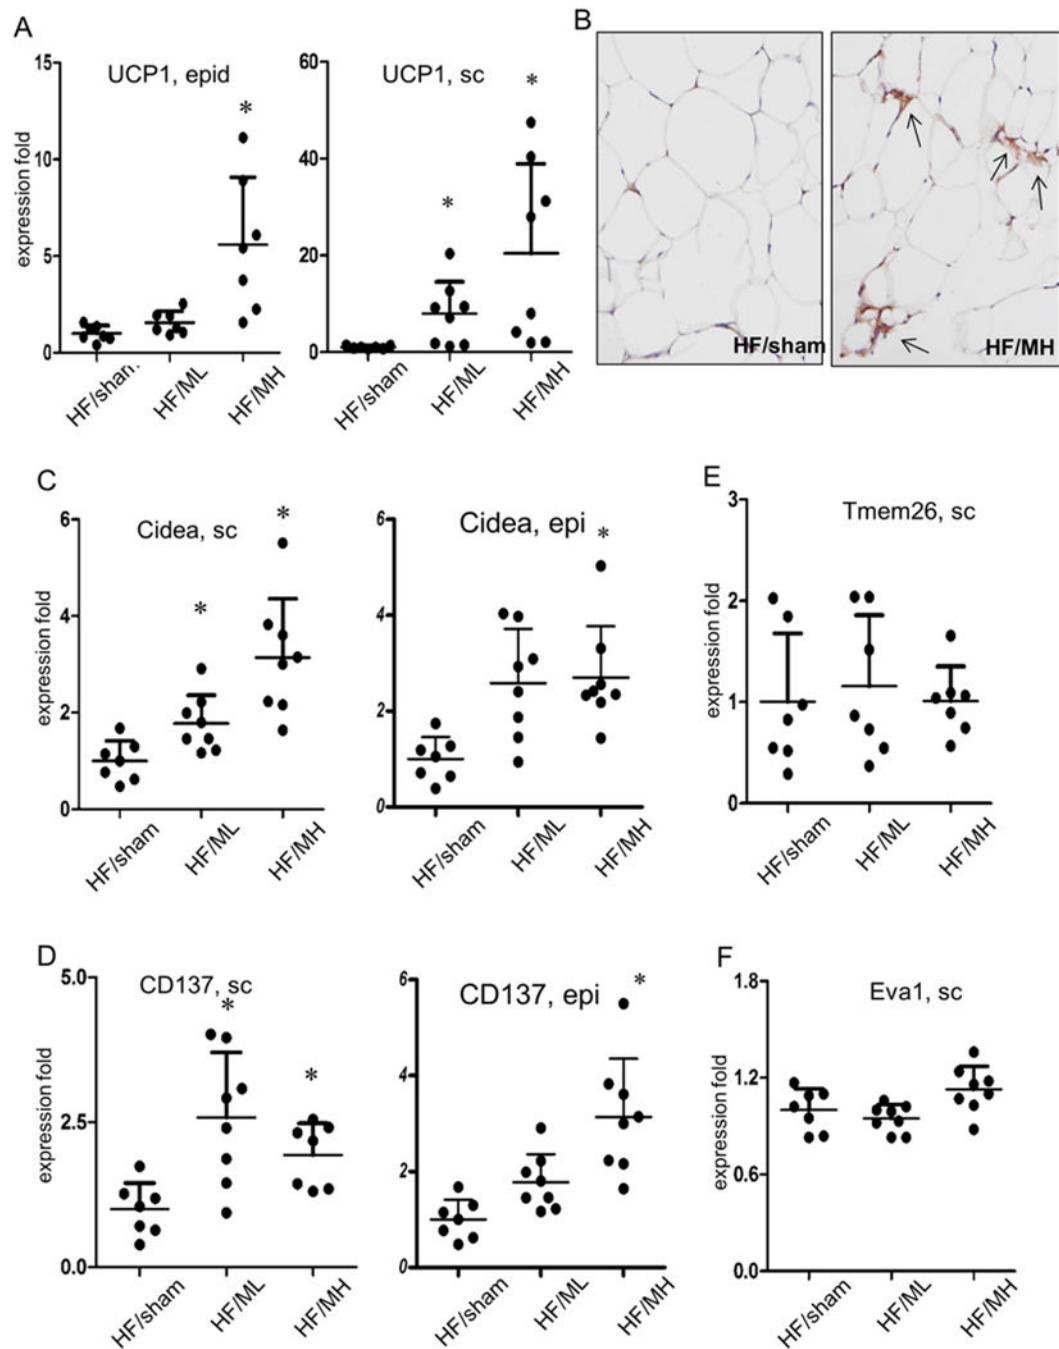 A
UCP1, epid
*
15
10
5
0
expression fold
HF/sham.
HF/ML
HF/MH
UCP1, sc
*
*
60
40
20
0
HF/sham
HF/ML
HF/MH
B
HF/sham
HF/MH
C
Cidea, sc
*
*
6
4
2
0
expression fold
HF/sham
HF/ML
HF/MH
Cidea, epi
*
6
4
2
0
HF/sham
HF/ML
HF/MH
E
Tmem26, sc
3
2
1
0
expression fold
HF/sham
HF/ML
HF/MH
D
CD137, sc
*
*
5.0
2.5
0.0
expression fold
HF/sham
HF/ML
HF/MH
CD137, epi
*
6
4
2
0
HF/sham
HF/ML
HF/MH
F
Eva1, sc
1.8
1.2
0.6
0.0
expression fold
HF/sham
HF/ML
HF/MH